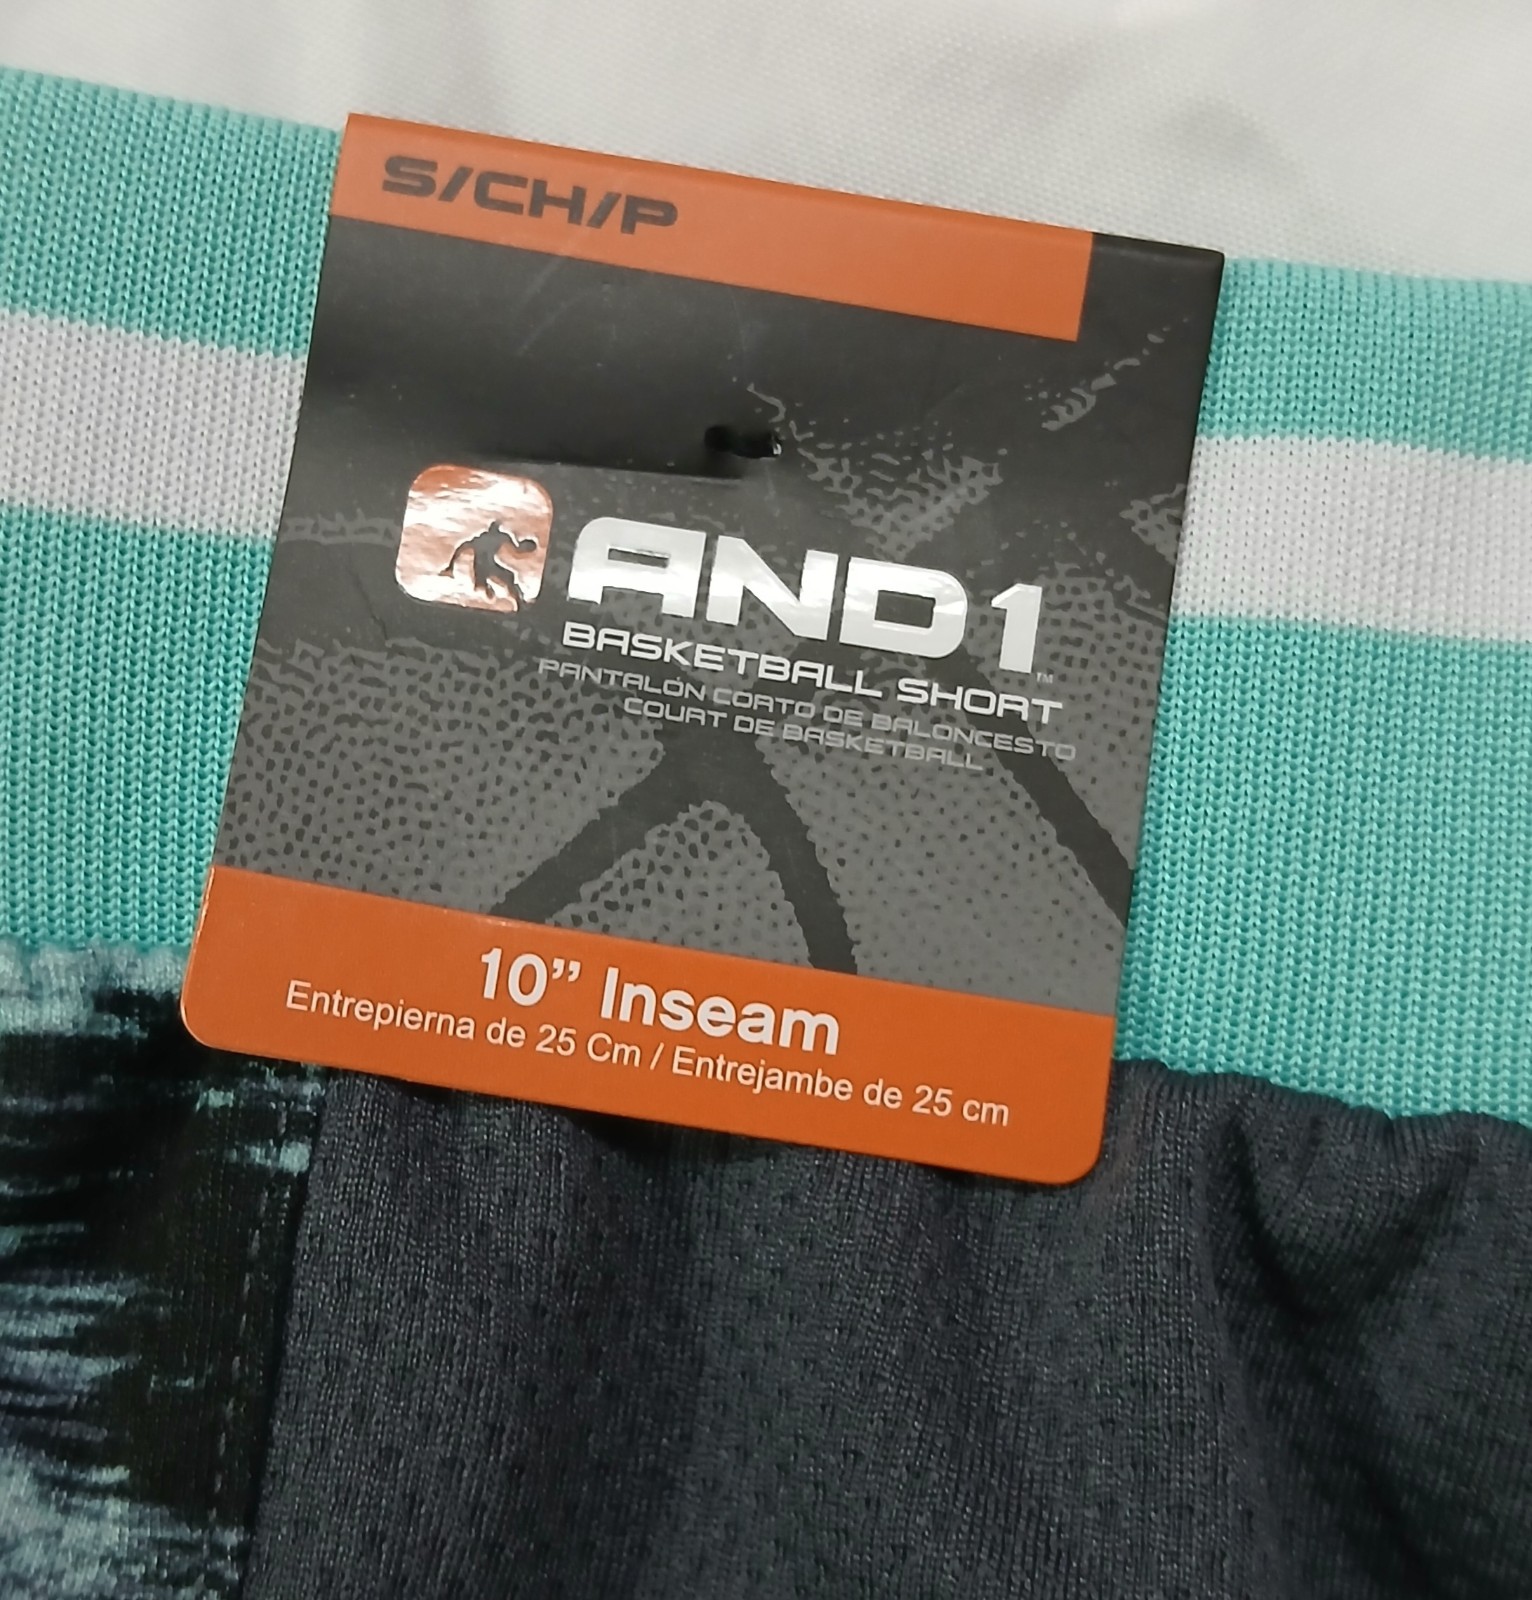 S/CH/P
AND1™
BASKETBALL SHORT
PANTALÓN CORTO DE BALONCESTO
COURT DE BASKETBALL
10” Inseam
Entrepierna de 25 Cm / Entrejambe de 25 cm